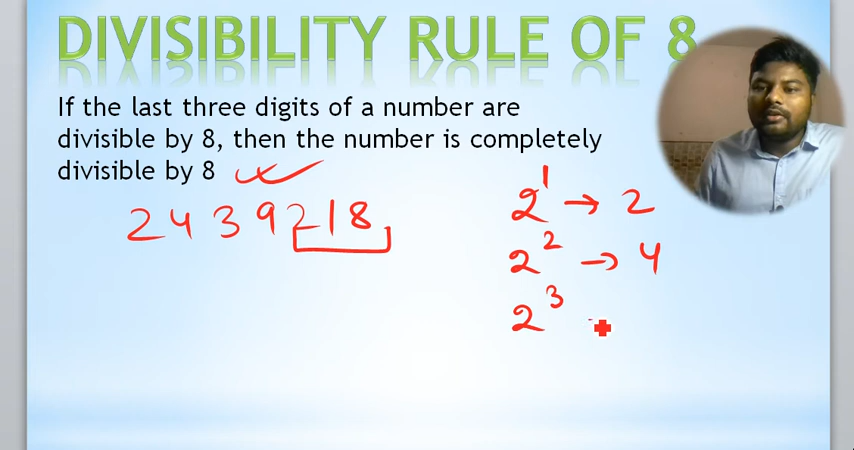 DIVISIBILITY RULE OF 8
If the last three digits of a number are
divisible by 8, then the number is completely
divisible by 8
2439218
2¹ → 2
2² → 4
2³